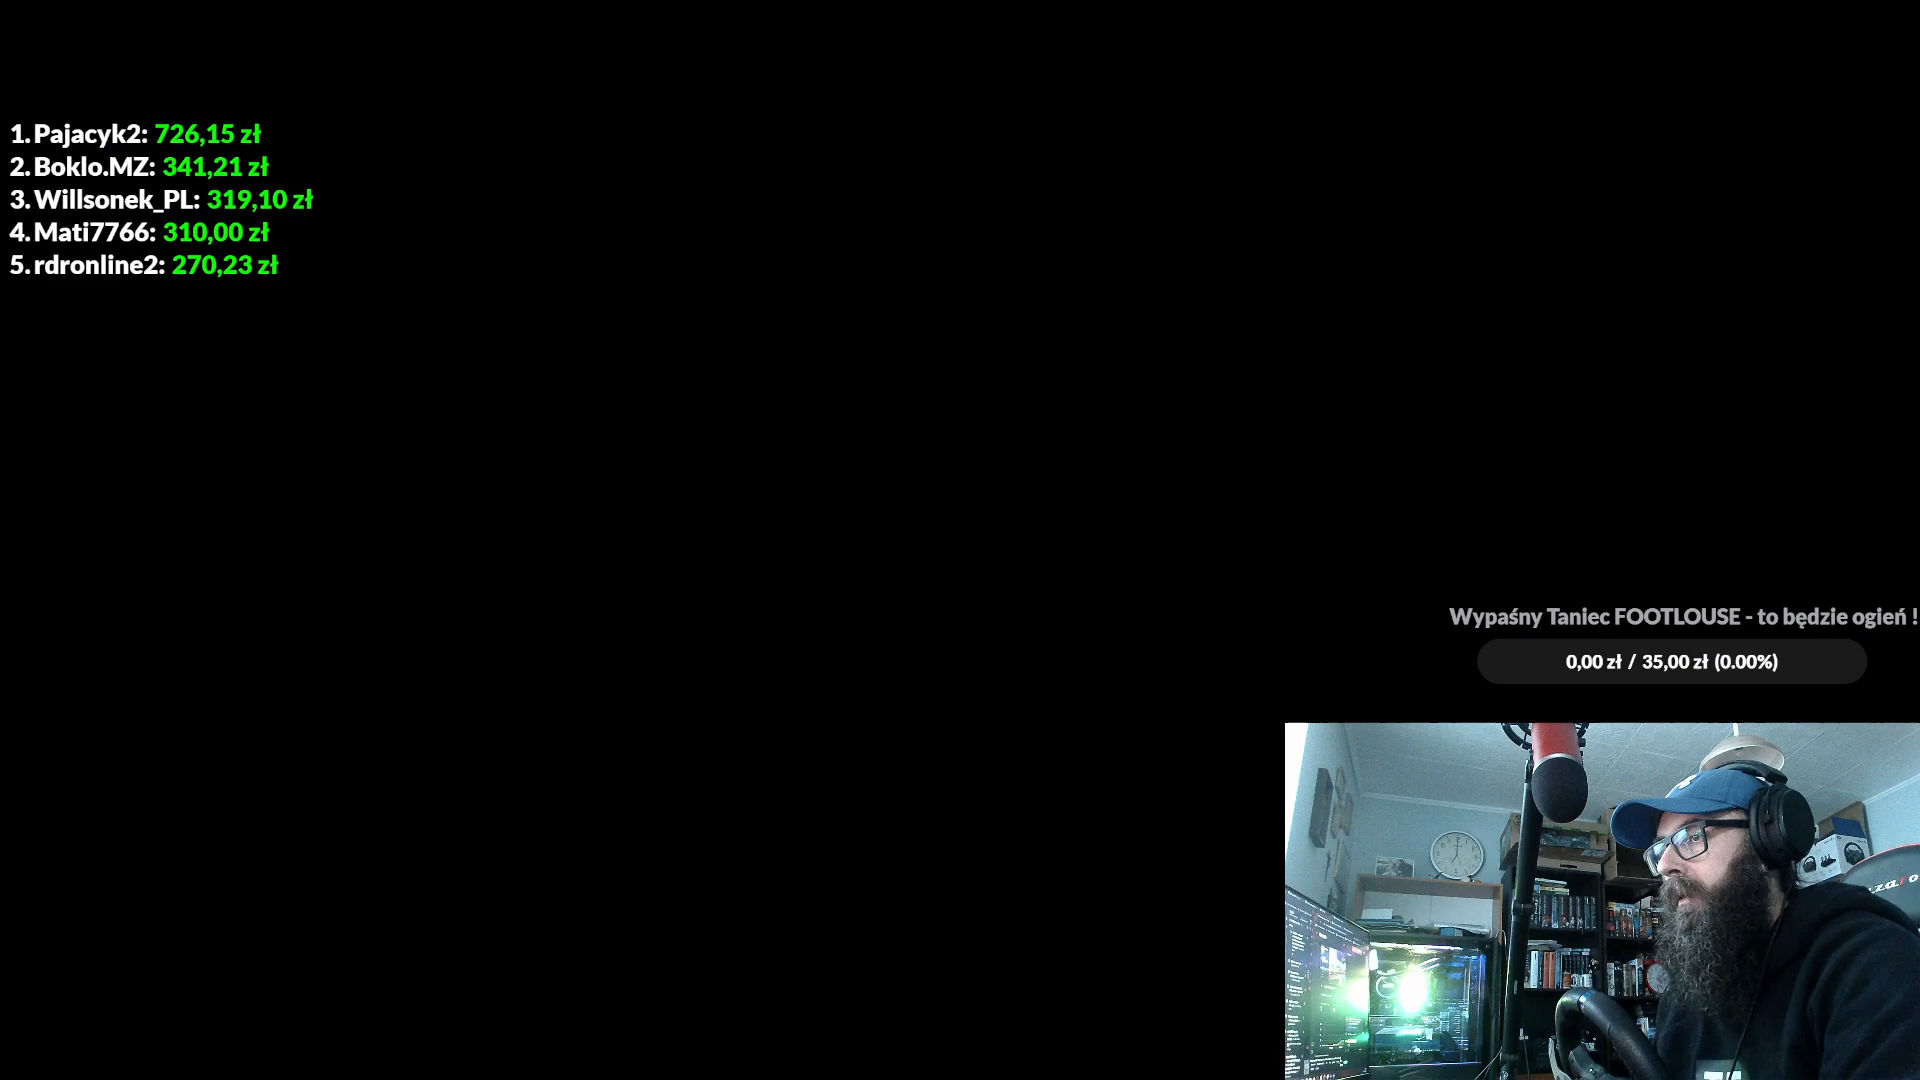 1. Pajacyk2: 726,15 zł
2. Boklo.MZ: 341,21 zł
3. Willsonek_PL: 319,10 zł
4. Mati7766: 310,00 zł
5. rdronline2: 270,23 zł
Wypaśny Taniec FOOTLOUSE - to będzie ogień !
0,00 zł / 35,00 zł (0.00%)